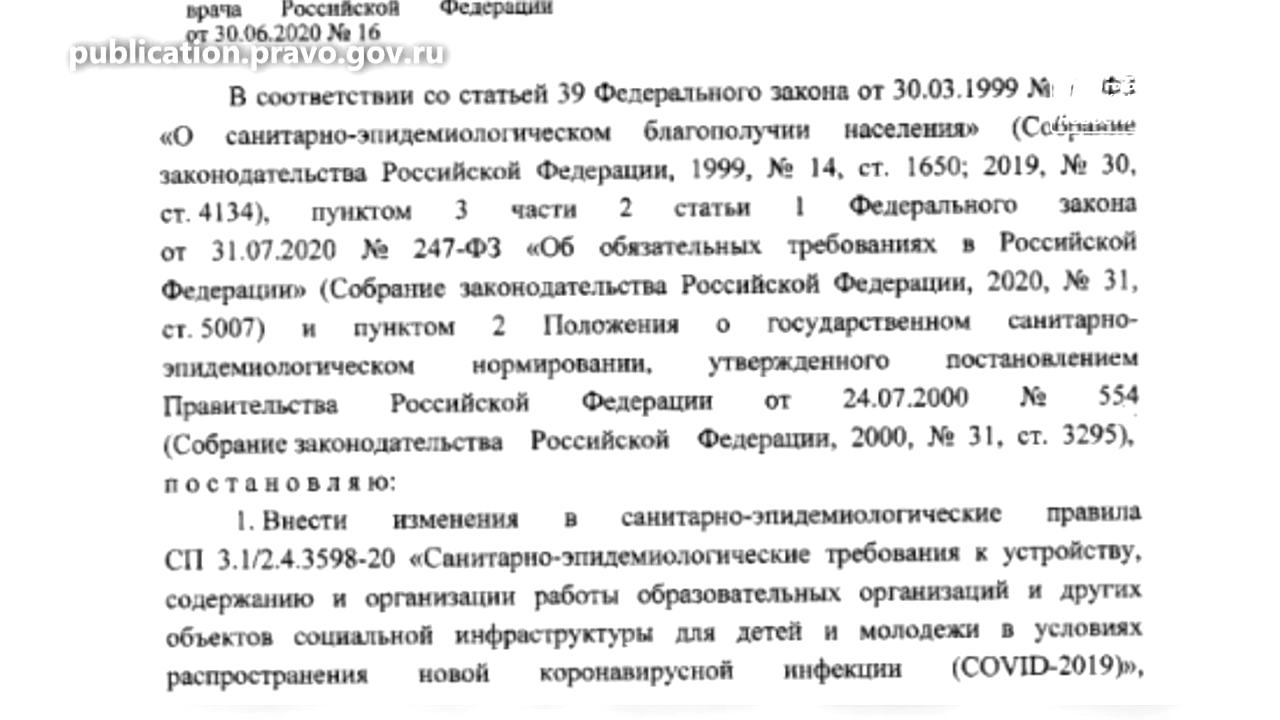 врача Российской Федерации
от 30.06.2020 № 16
publication.pravo.gov.ru
В соответствии со статьей 39 Федерального закона от 30.03.1999 №
«О санитарно-эпидемиологическом благополучии населения» (Собрание
законодательства Российской Федерации, 1999, № 14, ст. 1650; 2019, № 30,
ст. 4134), пунктом 3 части 2 статьи 1 Федерального закона
от 31.07.2020 № 247-ФЗ «Об обязательных требованиях в Российской
Федерации» (Собрание законодательства Российской Федерации, 2020, № 31,
ст. 5007) и пунктом 2 Положения о государственном санитарно-
эпидемиологическом нормировании, утвержденного постановлением
Правительства Российской Федерации от 24.07.2000 № 554
(Собрание законодательства Российской Федерации, 2000, № 31, ст. 3295),
п о с т а н о в л я ю:
1. Внести изменения в санитарно-эпидемиологические правила
СП 3.1/2.4.3598-20 «Санитарно-эпидемиологические требования к устройству,
содержанию и организации работы образовательных организаций и других
объектов социальной инфраструктуры для детей и молодежи в условиях
распространения новой коронавирусной инфекции (COVID-2019)»,